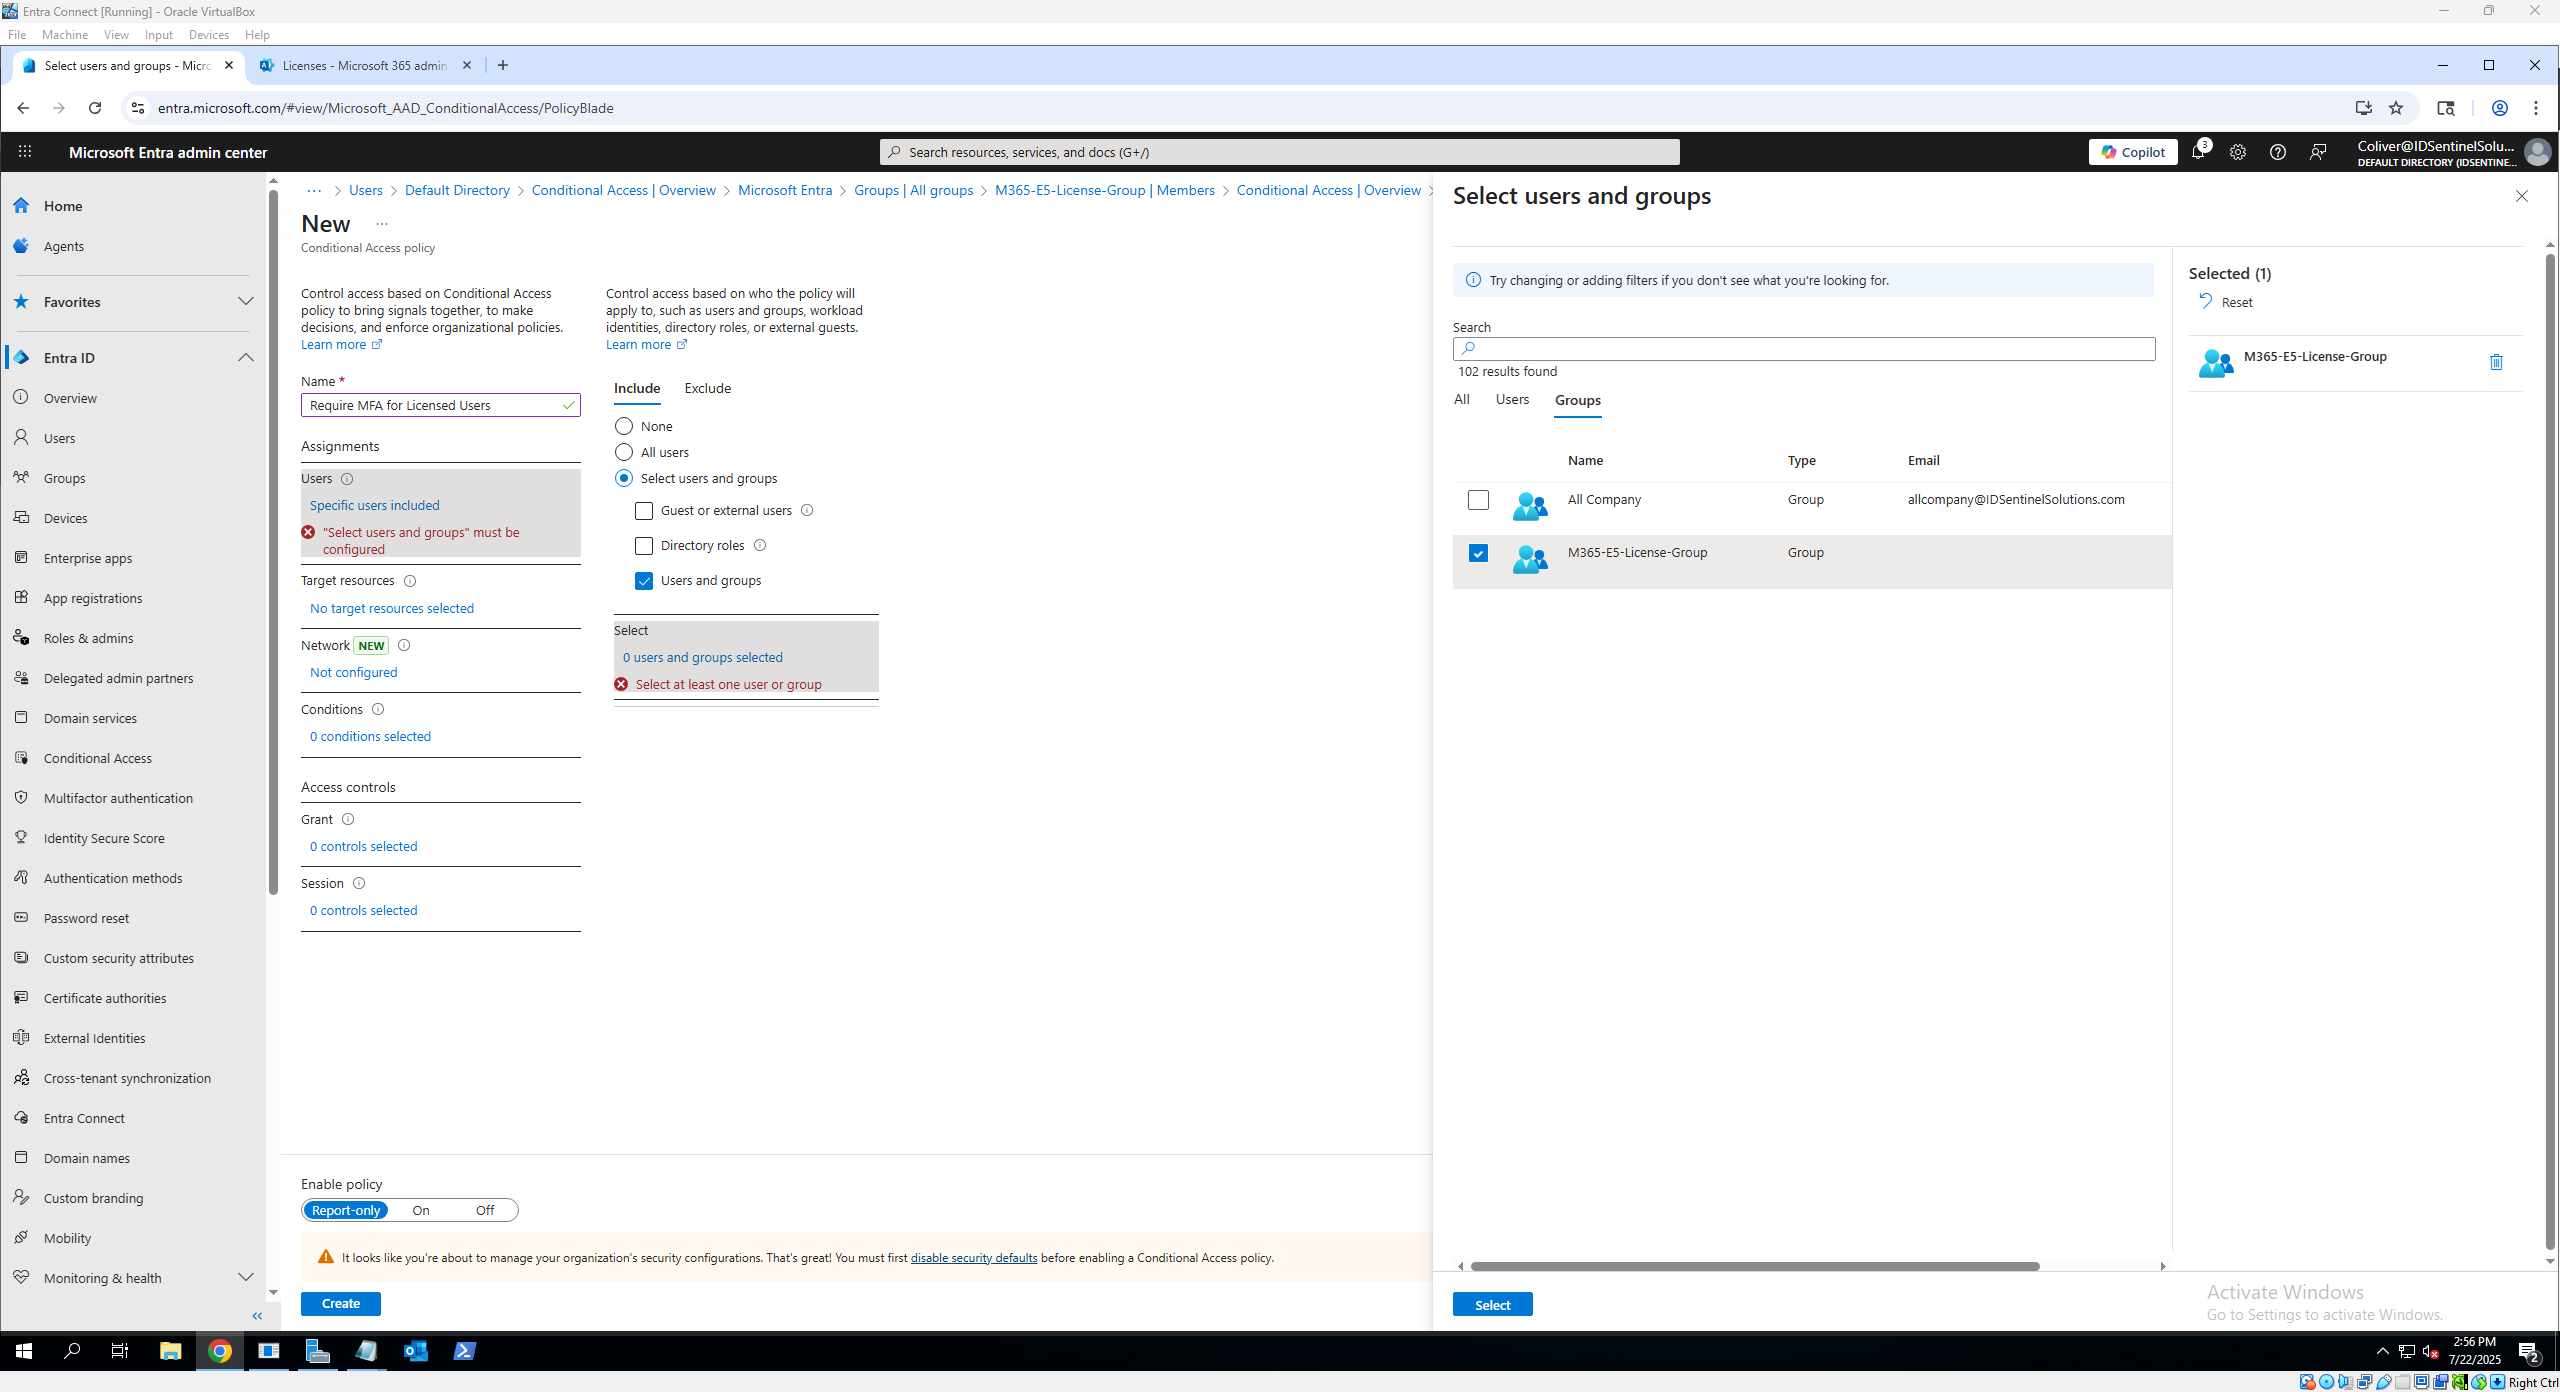 Entra Connect [Running] - Oracle VirtualBox
File Machine View Input Devices Help
Select users and groups - Micro
Licenses - Microsoft 365 admin
entra.microsoft.com/#view/Microsoft_AAD_ConditionalAccess/PolicyBlade
Microsoft Entra admin center
Search resources, services, and docs (G+/)
Copilot
3
Coliver@IDSentinelSolu...
DEFAULT DIRECTORY (IDSENTINE...
Home
Agents
Favorites
Entra ID
Overview
Users
Groups
Devices
Enterprise apps
App registrations
Roles & admins
Delegated admin partners
Domain services
Conditional Access
Multifactor authentication
Identity Secure Score
Authentication methods
Password reset
Custom security attributes
Certificate authorities
External Identities
Cross-tenant synchronization
Entra Connect
Domain names
Custom branding
Mobility
Monitoring & health
... > Users > Default Directory > Conditional Access | Overview > Microsoft Entra > Groups | All groups > M365-E5-License-Group | Members > Conditional Access | Overview >
New ...
Conditional Access policy
Control access based on Conditional Access
policy to bring signals together, to make
decisions, and enforce organizational policies.
Learn more
Name *
Require MFA for Licensed Users
Assignments
Users
Specific users included
"Select users and groups" must be
configured
Target resources
No target resources selected
Network NEW
Not configured
Conditions
0 conditions selected
Access controls
Grant
0 controls selected
Session
0 controls selected
Control access based on who the policy will
apply to, such as users and groups, workload
identities, directory roles, or external guests.
Learn more
Include Exclude
None
All users
Select users and groups
Guest or external users
Directory roles
Users and groups
Select
0 users and groups selected
Select at least one user or group
Enable policy
Report-only On Off
It looks like you're about to manage your organization's security configurations. That's great! You must first disable security defaults before enabling a Conditional Access policy.
Create
Select users and groups
Try changing or adding filters if you don't see what you're looking for.
Search
102 results found
All Users Groups
Name Type Email
All Company Group allcompany@IDSentinelSolutions.com
M365-E5-License-Group Group
Selected (1)
Reset
M365-E5-License-Group
Select
Activate Windows
Go to Settings to activate Windows.
2:56 PM
7/22/2025
2
Right Ctrl